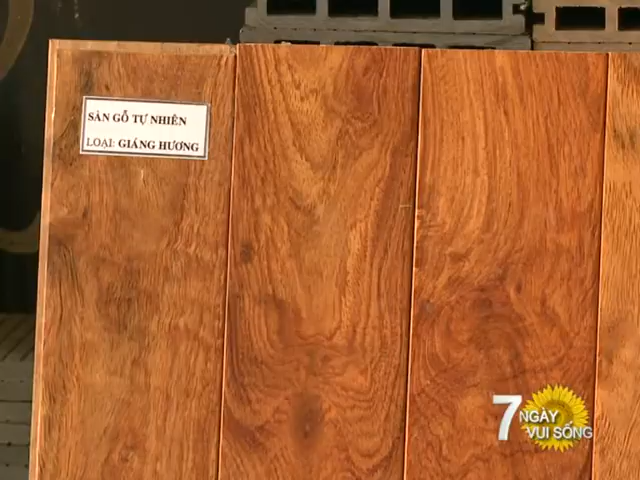 SÀN GỖ TỰ NHIÊN
LOẠI: GIÁNG HƯƠNG
7 NGÀY
VUI SỐNG